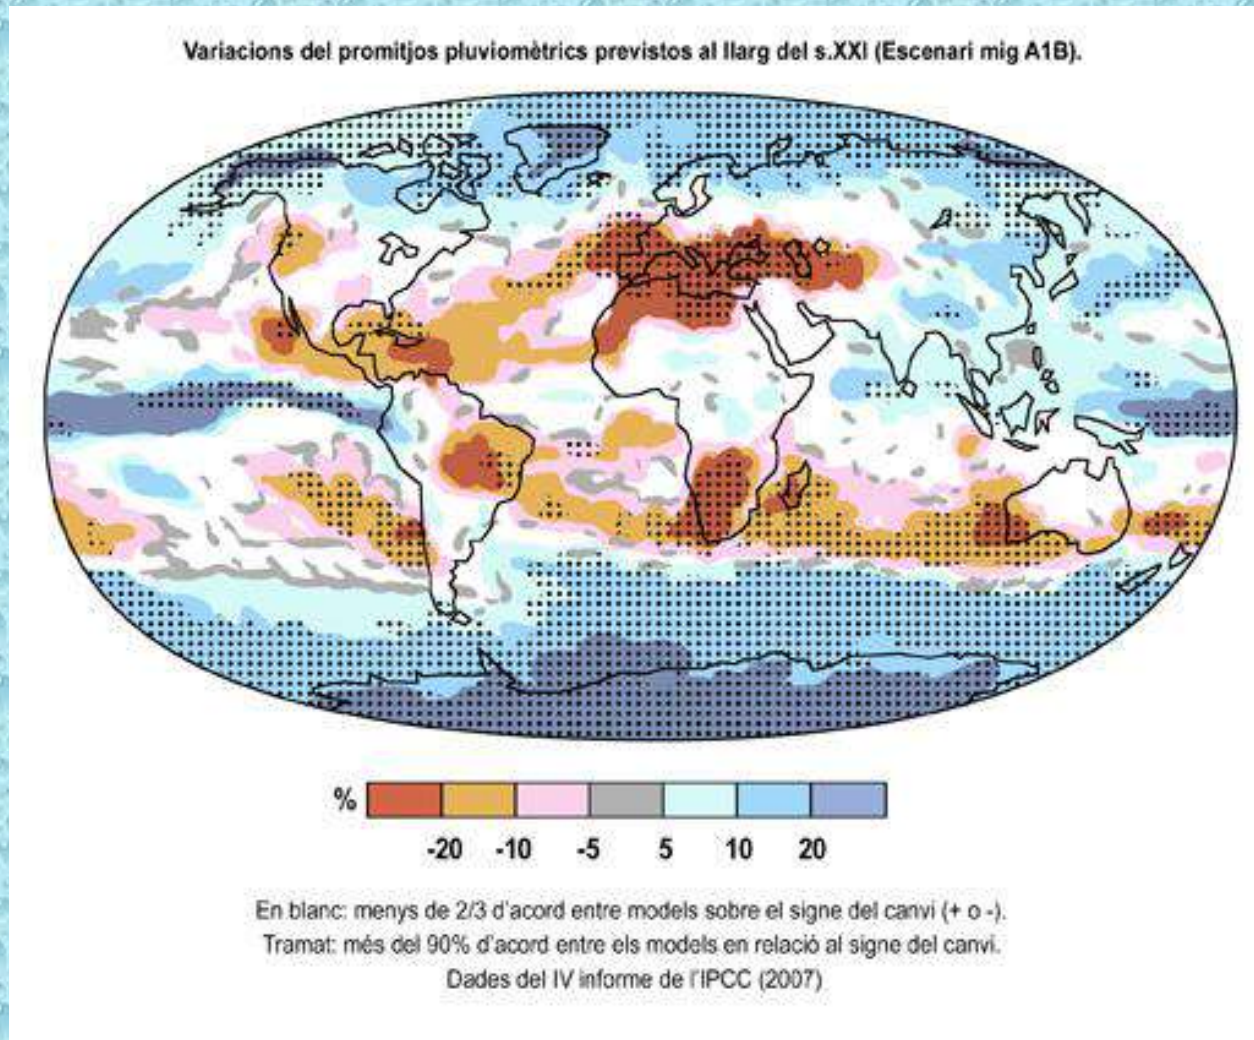 Variacions del promitjos pluviomètrics previstos al llarg del s.XXI (Escenari mig A1B).
% 
-20 -10 -5 5 10 20
En blanc: menys de 2/3 d'acord entre models sobre el signe del canvi (+ o -).
Tramat: més del 90% d'acord entre els models en relació al signe del canvi.
Dades del IV informe de l'IPCC (2007)